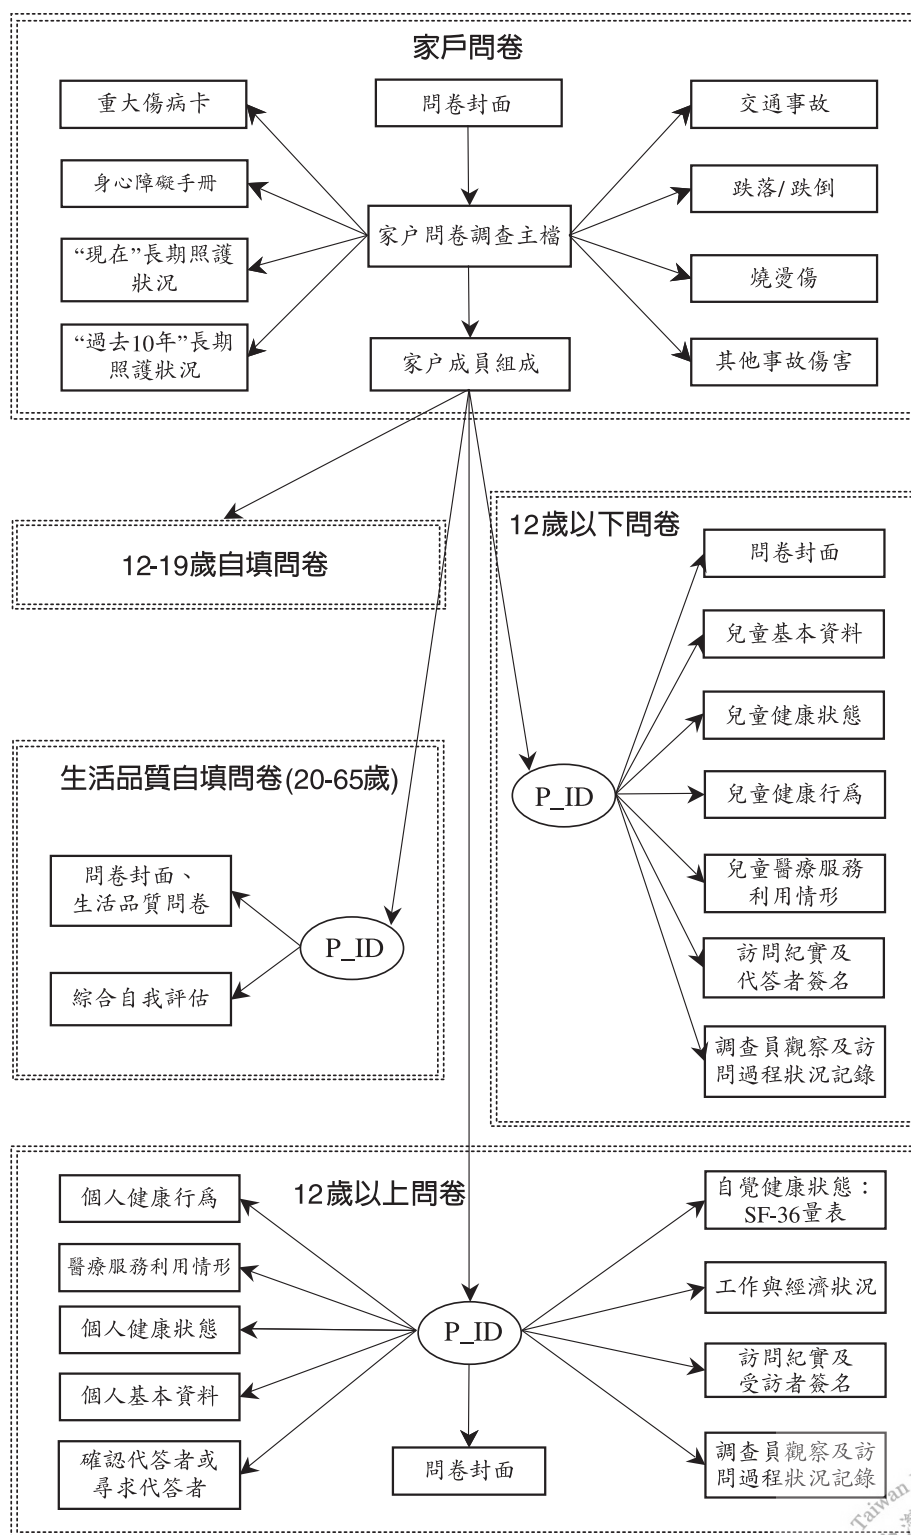 家戶問卷
重大傷病卡
問卷封面
交通事故
身心障礙手冊
跌落/跌倒
家户問卷調查主檔
“現在”長期照護
狀況
燒燙傷
“過去10年”長期
照護狀況
家户成員組成
其他事故傷害
12-19歲自填問卷
12歲以下問卷
問卷封面
兒童基本資料
兒童健康狀態
P_ID
兒童健康行爲
兒童醫療服務
利用情形
訪問紀實及
代答者簽名
調查員觀察及訪
問過程狀況記錄
生活品質自填問卷(20-65歲)
問卷封面、
生活品質問卷
P_ID
綜合自我評估
12歲以上問卷
個人健康行爲
醫療服務利用情形
個人健康狀態
個人基本資料
確認代答者或
尋求代答者
P_ID
問卷封面
自覺健康狀態：
SF-36量表
工作與經濟狀況
訪問紀實及
受訪者簽名
調查員觀察及訪
問過程狀況記錄
Taiwan